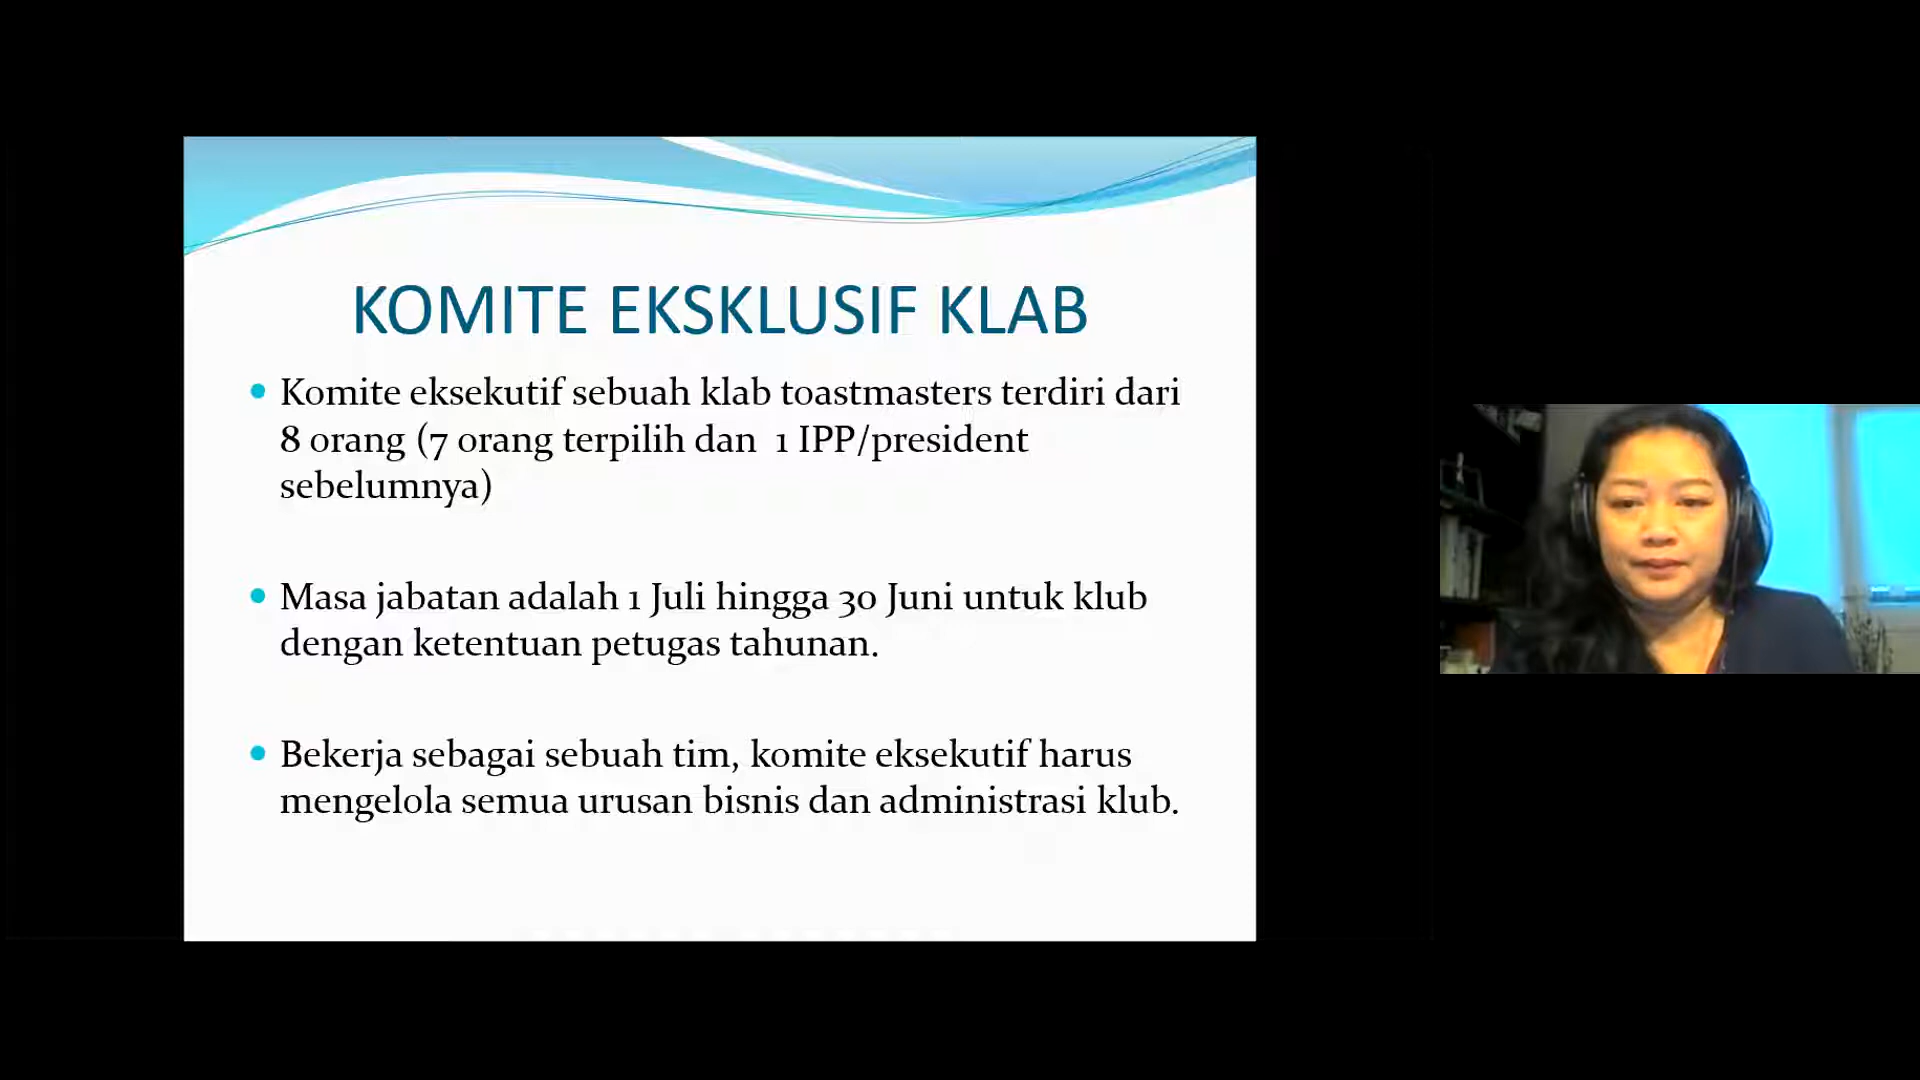 KOMITE EKSKLUSIF KLAB
• Komite eksekutif sebuah klab toastmasters terdiri dari
8 orang (7 orang terpilih dan 1 IPP/president
sebelumnya)
• Masa jabatan adalah 1 Juli hingga 30 Juni untuk klub
dengan ketentuan petugas tahunan.
• Bekerja sebagai sebuah tim, komite eksekutif harus
mengelola semua urusan bisnis dan administrasi klub.